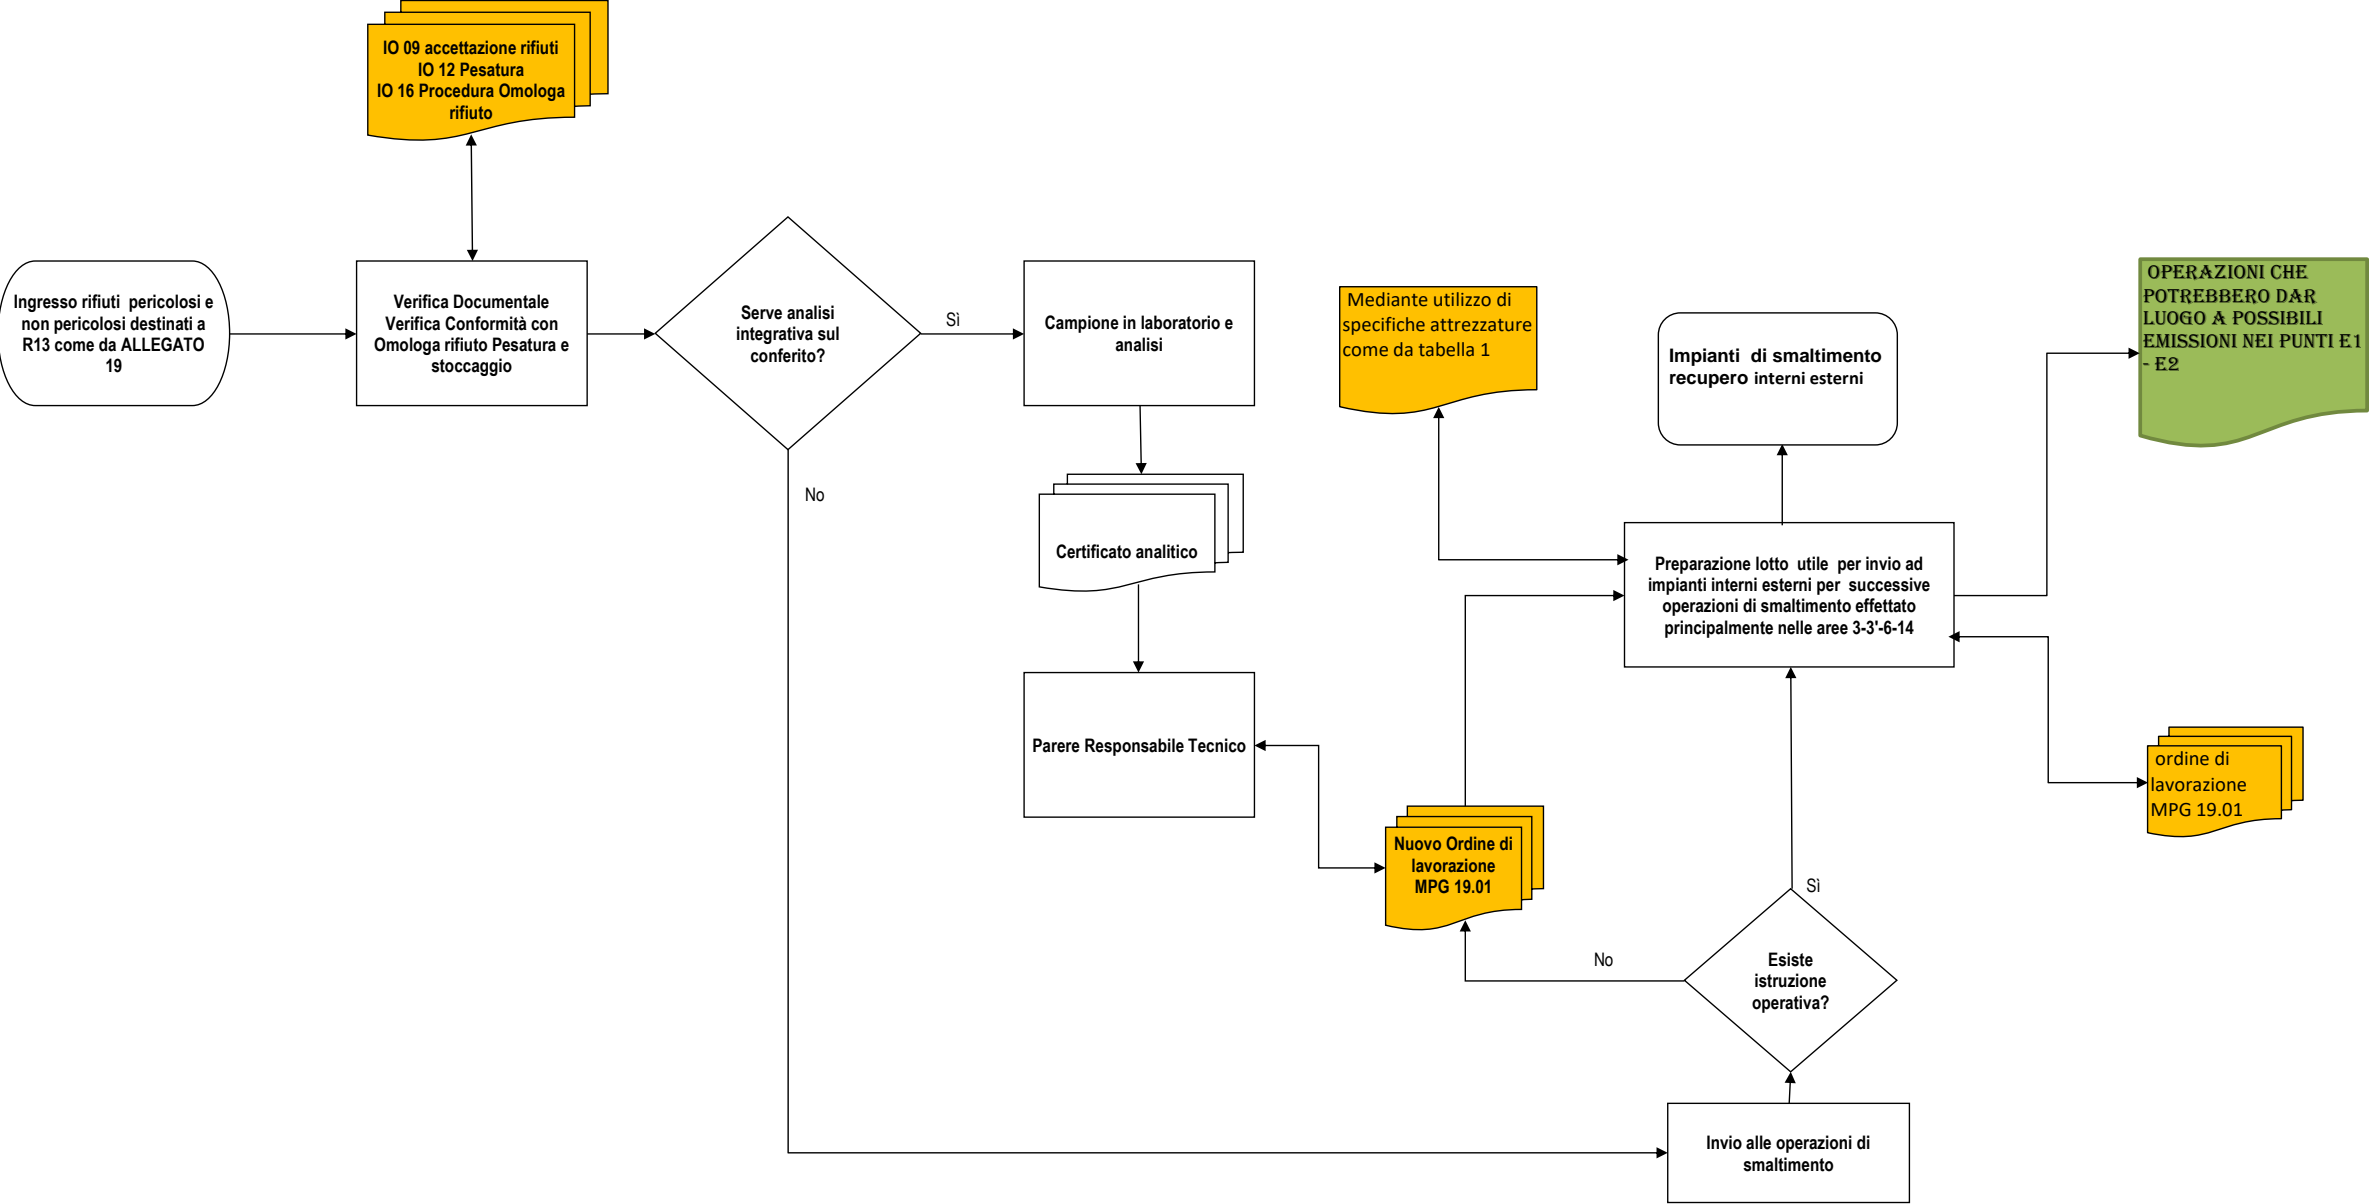 IO 09 accettazione rifiuti
IO 12 Pesatura
IO 16 Procedura Omologa
rifiuto
Ingresso rifiuti pericolosi e
non pericolosi destinati a
R13 come da ALLEGATO
19
Verifica Documentale
Verifica Conformità con
Omologa rifiuto Pesatura e
stoccaggio
Serve analisi
integrativa sul
conferito?
Sì
No
Campione in laboratorio e
analisi
Certificato analitico
Parere Responsabile Tecnico
Mediante utilizzo di
specifiche attrezzature
come da tabella 1
Impianti di smaltimento
recupero interni esterni
OPERAZIONI CHE
POTREBBERO DAR
LUOGO A POSSIBILI
EMISSIONI NEI PUNTI E1
- E2
Preparazione lotto utile per invio ad
impianti interni esterni per successive
operazioni di smaltimento effettato
principalmente nelle aree 3-3'-6-14
ordine di
lavorazione
MPG 19.01
Nuovo Ordine di
lavorazione
MPG 19.01
Sì
No
Esiste
istruzione
operativa?
Invio alle operazioni di
smaltimento